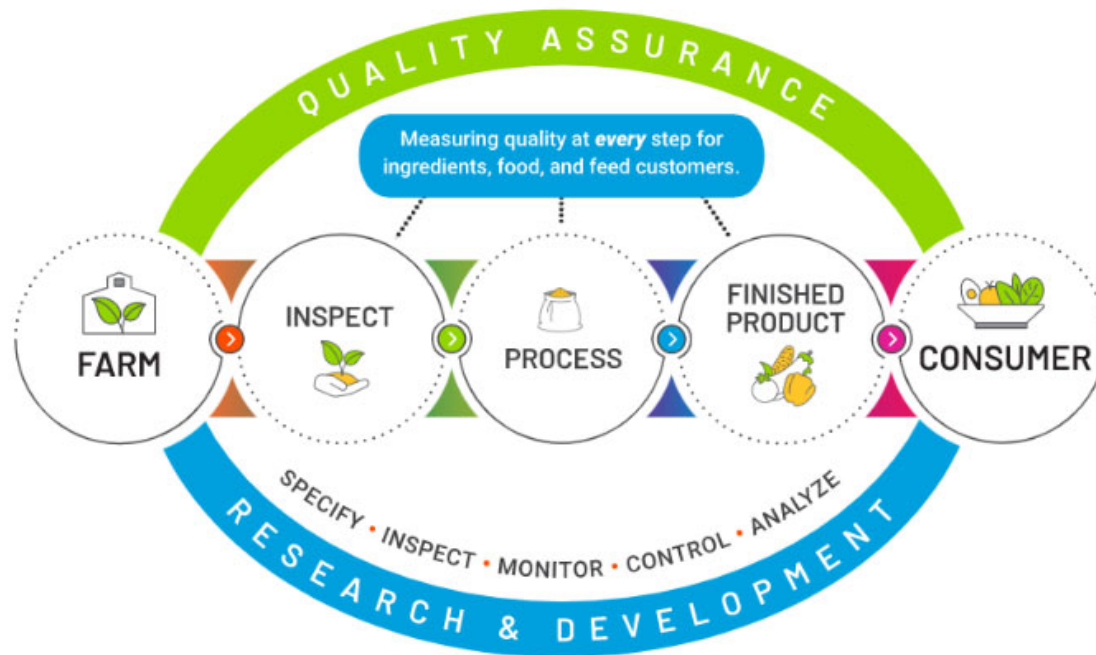 QUALITY ASSURANCE
Measuring quality at every step for
ingredients, food, and feed customers.
FARM
INSPECT
PROCESS
FINISHED
PRODUCT
CONSUMER
SPECIFY • INSPECT • MONITOR • CONTROL • ANALYZE
RESEARCH & DEVELOPMENT